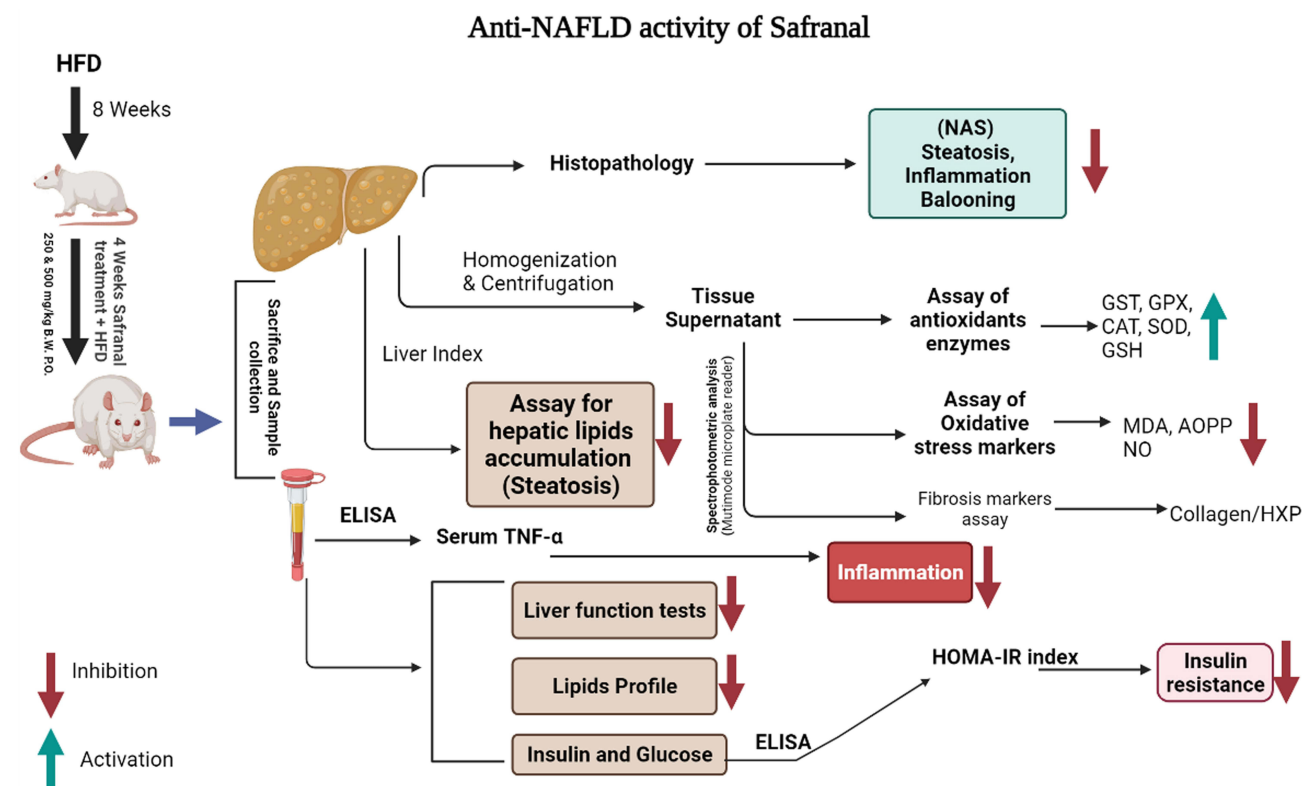 Anti-NAFLD activity of Safranal
HFD
8 Weeks
4 Weeks Safranal
treatment + HFD
250 & 500 mg/kg B.W. P.O.
Sacrifice and Sample
collection
Histopathology
(NAS)
Steatosis,
Inflammation
Balooning
Homogenization
& Centrifugation
Tissue
Supernatant
Assay of
antioxidants
enzymes
GST, GPX,
CAT, SOD,
GSH
Liver Index
Assay for
hepatic lipids
accumulation
(Steatosis)
Spectrophotometric analysis
(Mutimode microplate reader)
Assay of
Oxidative
stress markers
MDA, AOPP
NO
Fibrosis markers
assay
Collagen/HXP
ELISA
Serum TNF-α
Inflammation
Liver function tests
Lipids Profile
Insulin and Glucose
ELISA
HOMA-IR index
Insulin
resistance
Inhibition
Activation